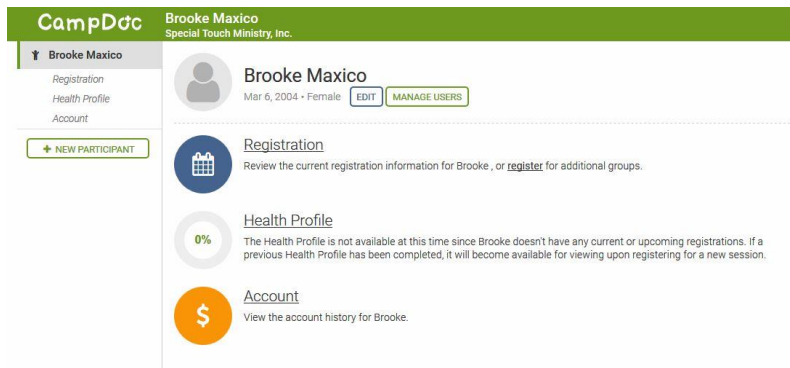 CampDoc
Brooke Maxico
Special Touch Ministry, Inc.
Brooke Maxico
Registration
Health Profile
Account
+ NEW PARTICIPANT
Brooke Maxico
Mar 6, 2004 • Female EDIT MANAGE USERS
Registration
Review the current registration information for Brooke , or register for additional groups.
0%
Health Profile
The Health Profile is not available at this time since Brooke doesn't have any current or upcoming registrations. If a
previous Health Profile has been completed, it will become available for viewing upon registering for a new session.
$
Account
View the account history for Brooke.